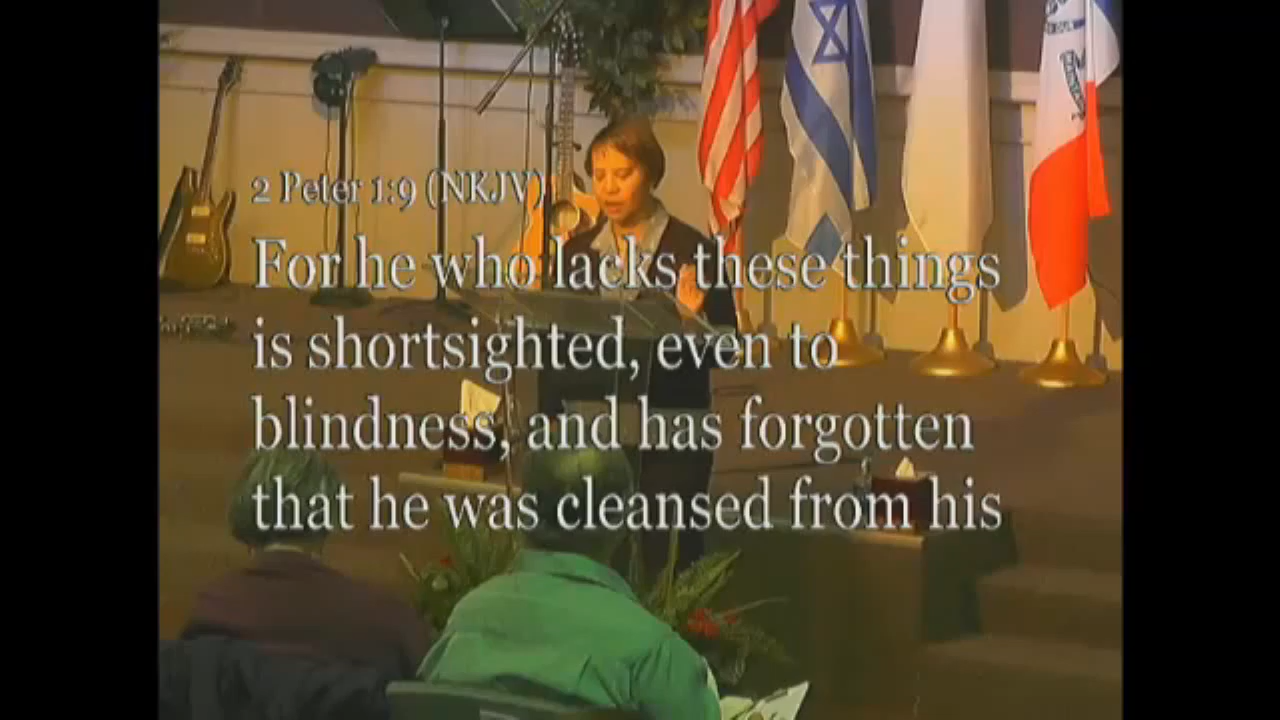 2 Peter 1:9 (NKJV)
For he who lacks these things
is shortsighted, even to
blindness, and has forgotten
that he was cleansed from his